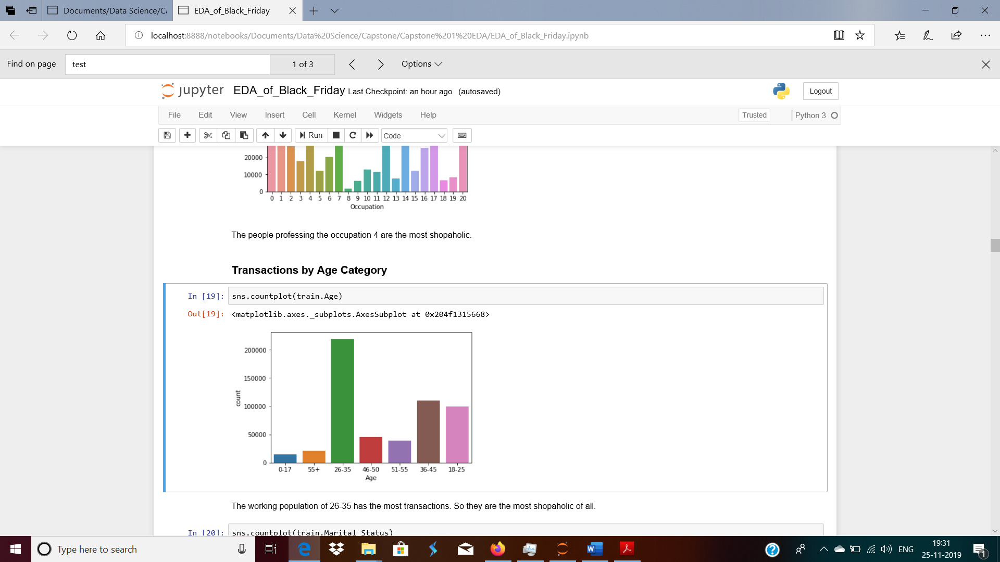 Documents/Data Science/Ca
EDA_of_Black_Friday
localhost:8888/notebooks/Documents/Data%20Science/Capstone/Capstone%201%20EDA/EDA_of_Black_Friday.ipynb
Find on page
test
1 of 3
Options
jupyter
EDA_of_Black_Friday Last Checkpoint: an hour ago (autosaved)
Logout
File Edit View Insert Cell Kernel Widgets Help
Trusted
Python 3
Run
Code
20000
10000
0
0 1 2 3 4 5 6 7 8 9 10 11 12 13 14 15 16 17 18 19 20
Occupation
The people professing the occupation 4 are the most shopaholic.
Transactions by Age Category
In [19]: sns.countplot(train.Age)
Out[19]: <matplotlib.axes._subplots.AxesSubplot at 0x204f1315668>
200000
150000
100000
50000
0
count
0-17 55+ 26-35 46-50 51-55 36-45 18-25
Age
The working population of 26-35 has the most transactions. So they are the most shopaholic of all.
In [20]: sns.countplot(train.Marital_Status)
Type here to search
ENG
19:31
25-11-2019
1